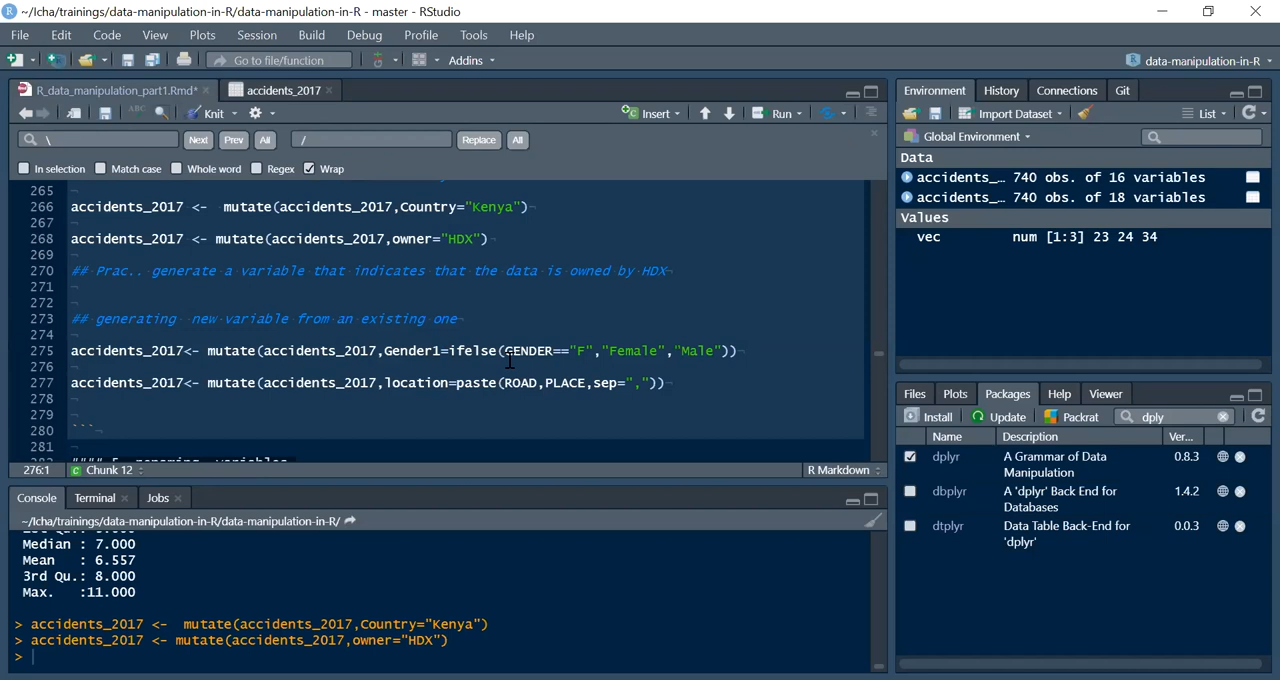 ~/Icha/trainings/data-manipulation-in-R/data-manipulation-in-R - master - RStudio
File Edit Code View Plots Session Build Debug Profile Tools Help
Go to file/function Addins data-manipulation-in-R
R_data_manipulation_part1.Rmd* accidents_2017
ABC Knit Insert Run
\ Next Prev All / Replace All
In selection Match case Whole word Regex Wrap
265
266 accidents_2017 <- mutate(accidents_2017,Country="Kenya")
267
268 accidents_2017 <- mutate(accidents_2017,owner="HDX")
269
270 ## Prac.. generate a variable that indicates that the data is owned by HDX
271
272
273 ## generating new variable from an existing one
274
275 accidents_2017<- mutate(accidents_2017,Gender1=ifelse(GENDER=="F","Female","Male"))
276
277 accidents_2017<- mutate(accidents_2017,location=paste(ROAD,PLACE,sep=","))
278
279
280 ```
281
276:1 Chunk 12 R Markdown
Console Terminal Jobs
~/Icha/trainings/data-manipulation-in-R/data-manipulation-in-R/
Median : 7.000
Mean : 6.557
3rd Qu.: 8.000
Max. :11.000
> accidents_2017 <- mutate(accidents_2017,Country="Kenya")
> accidents_2017 <- mutate(accidents_2017,owner="HDX")
>
Environment History Connections Git
Import Dataset List
Global Environment
Data
accidents_… 740 obs. of 16 variables
accidents_… 740 obs. of 18 variables
Values
vec num [1:3] 23 24 34
Files Plots Packages Help Viewer
Install Update Packrat dply
Name Description Ver…
dplyr A Grammar of Data Manipulation 0.8.3
dbplyr A 'dplyr' Back End for Databases 1.4.2
dtplyr Data Table Back-End for 'dplyr' 0.0.3